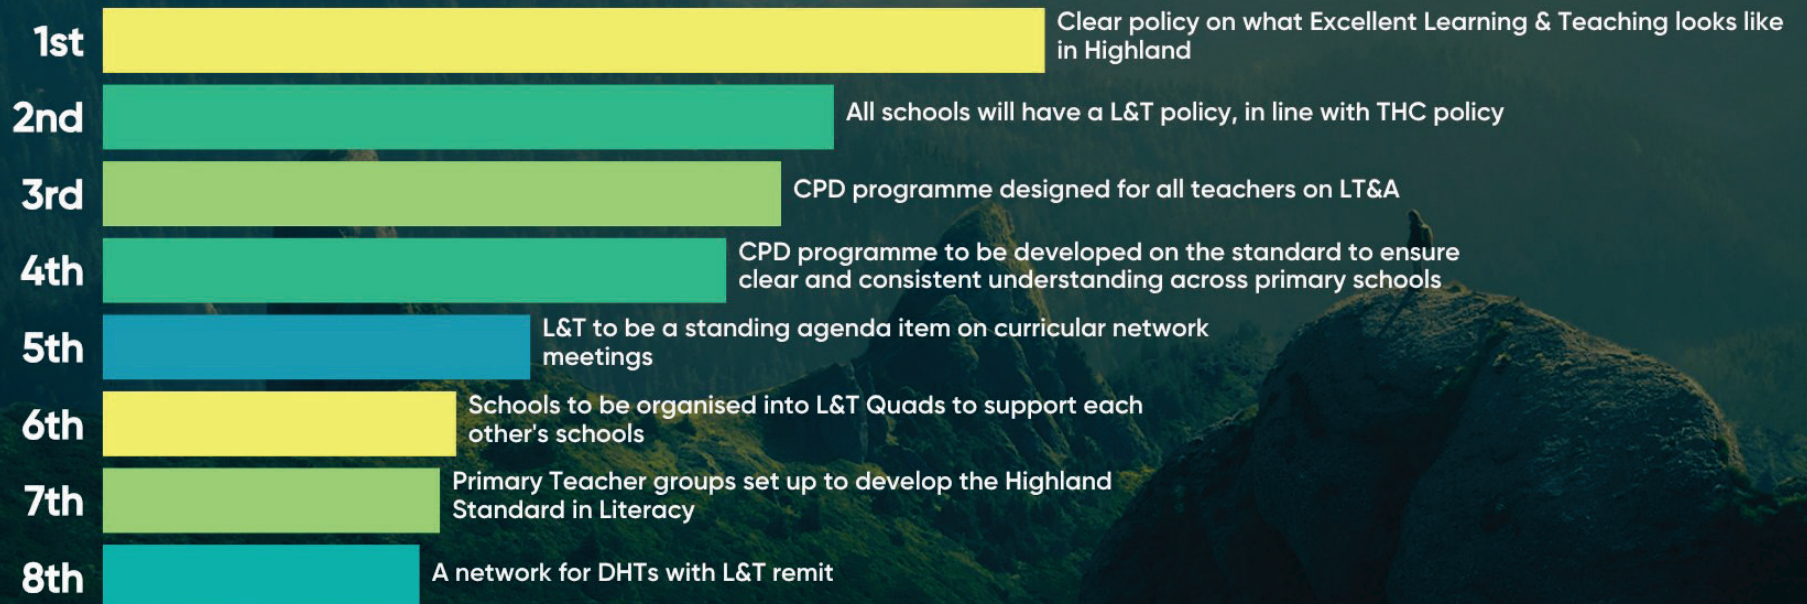 1st
Clear policy on what Excellent Learning & Teaching looks like
in Highland
2nd
All schools will have a L&T policy, in line with THC policy
3rd
CPD programme designed for all teachers on LT&A
4th
CPD programme to be developed on the standard to ensure
clear and consistent understanding across primary schools
5th
L&T to be a standing agenda item on curricular network
meetings
6th
Schools to be organised into L&T Quads to support each
other's schools
7th
Primary Teacher groups set up to develop the Highland
Standard in Literacy
8th
A network for DHTs with L&T remit